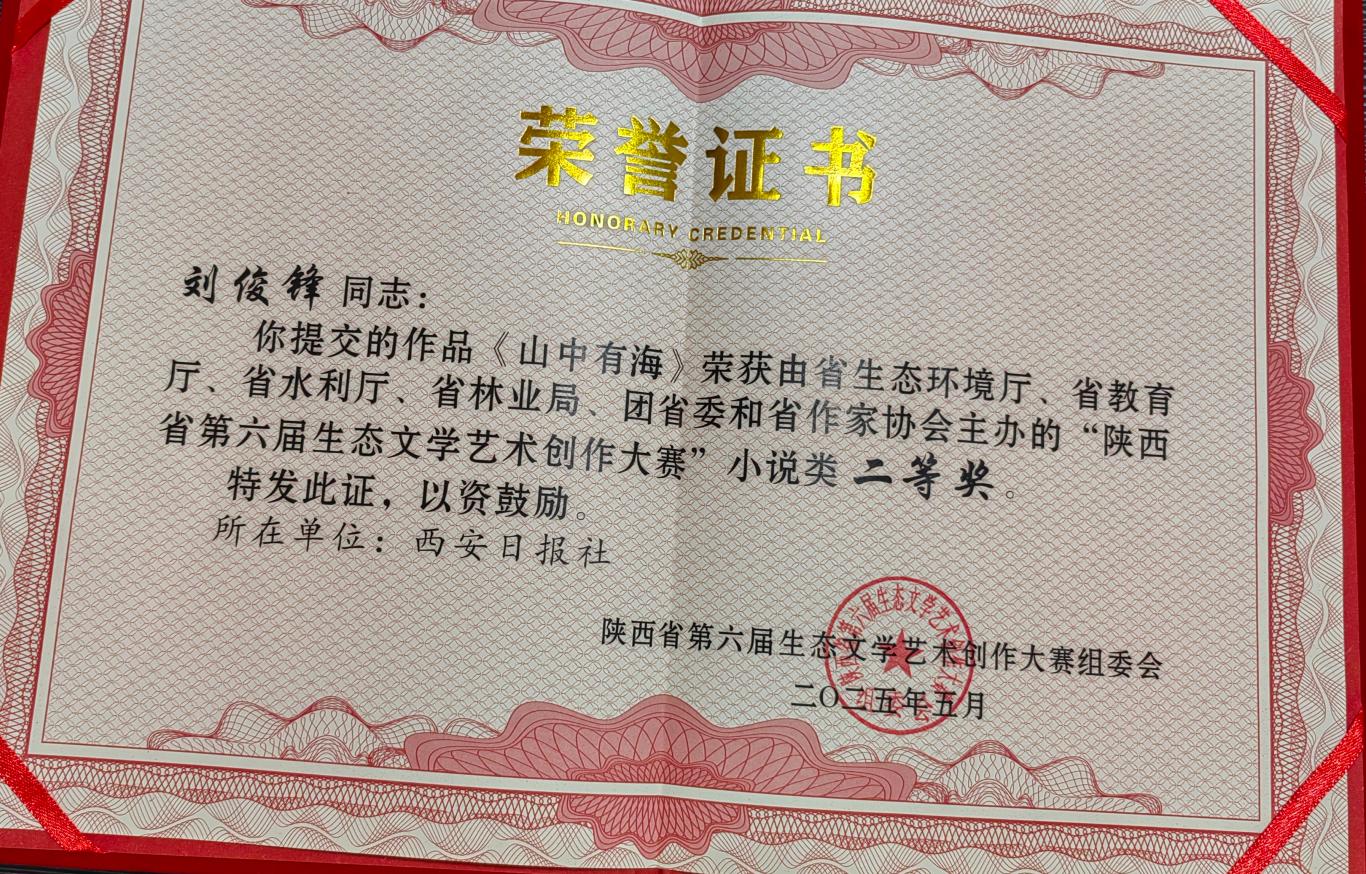 荣誉证书
HONORARY CREDENTIAL
刘俊锋 同志：
你提交的作品《山中有海》荣获由省生态环境厅、省教育
厅、省水利厅、省林业局、团省委和省作家协会主办的“陕西
省第六届生态文学艺术创作大赛”小说类 二等奖。
特发此证，以资鼓励。
所在单位：西安日报社
陕西省第六届生态文学艺术创作大赛组委会
二〇二五年五月